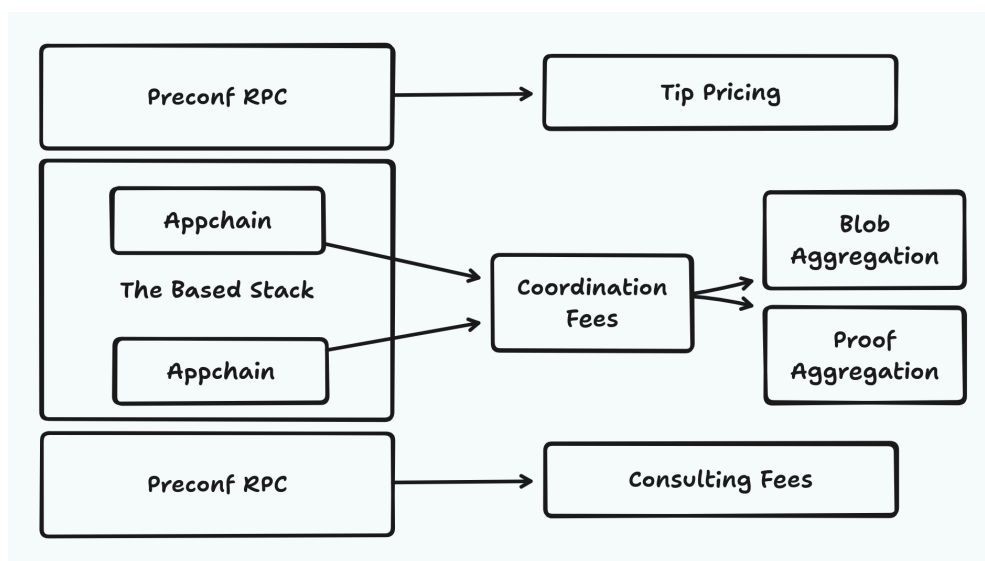 Preconf RPC
Tip Pricing
Appchain
The Based Stack
Appchain
Coordination
Fees
Blob
Aggregation
Proof
Aggregation
Preconf RPC
Consulting Fees